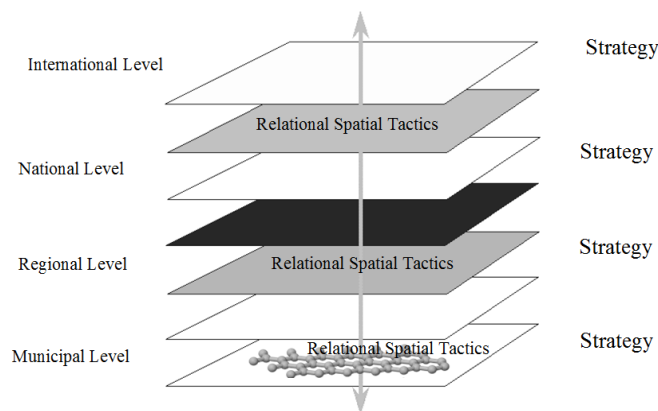 International Level
Strategy
Relational Spatial Tactics
National Level
Strategy
Regional Level
Relational Spatial Tactics
Strategy
Municipal Level
Relational Spatial Tactics
Strategy